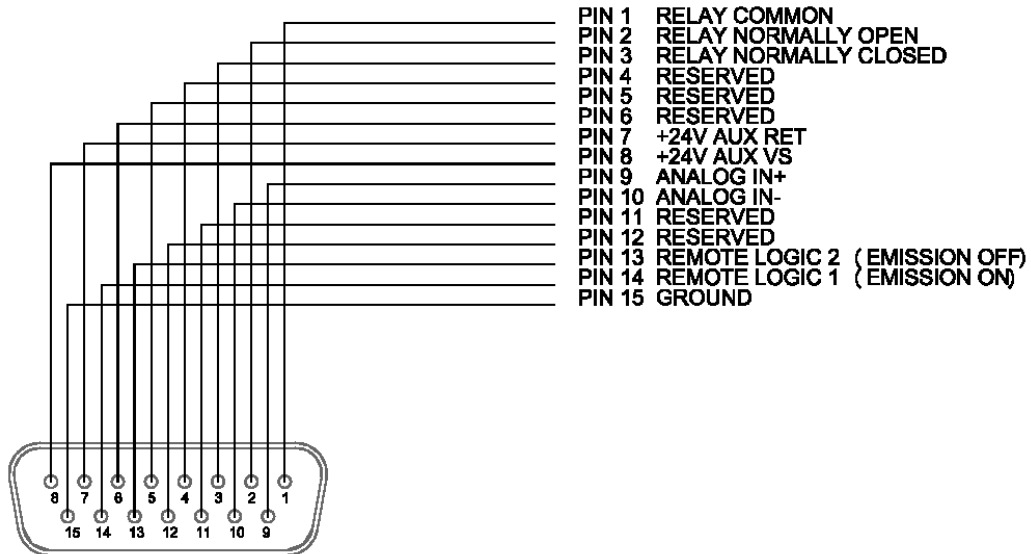 PIN 1 RELAY COMMON
PIN 2 RELAY NORMALLY OPEN
PIN 3 RELAY NORMALLY CLOSED
PIN 4 RESERVED
PIN 5 RESERVED
PIN 6 RESERVED
PIN 7 +24V AUX RET
PIN 8 +24V AUX VS
PIN 9 ANALOG IN+
PIN 10 ANALOG IN-
PIN 11 RESERVED
PIN 12 RESERVED
PIN 13 REMOTE LOGIC 2 ( EMISSION OFF)
PIN 14 REMOTE LOGIC 1 ( EMISSION ON)
PIN 15 GROUND
8 7 6 5 4 3 2 1
15 14 13 12 11 10 9